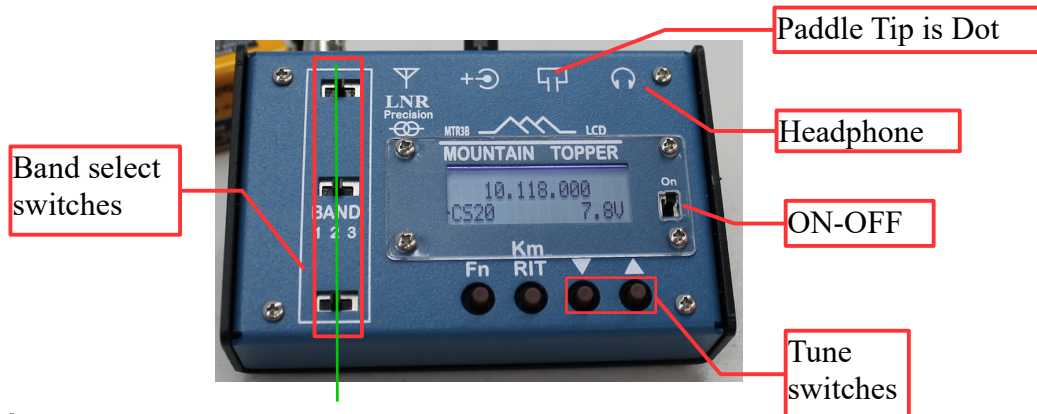 Paddle Tip is Dot
Headphone
Band select
switches
ON-OFF
Tune
switches
+
LNR
Precision
MTR3B LCD
MOUNTAIN TOPPER
10.118.000
CS20 7.8V
On
BAND
1 2 3
Km
Fn RIT